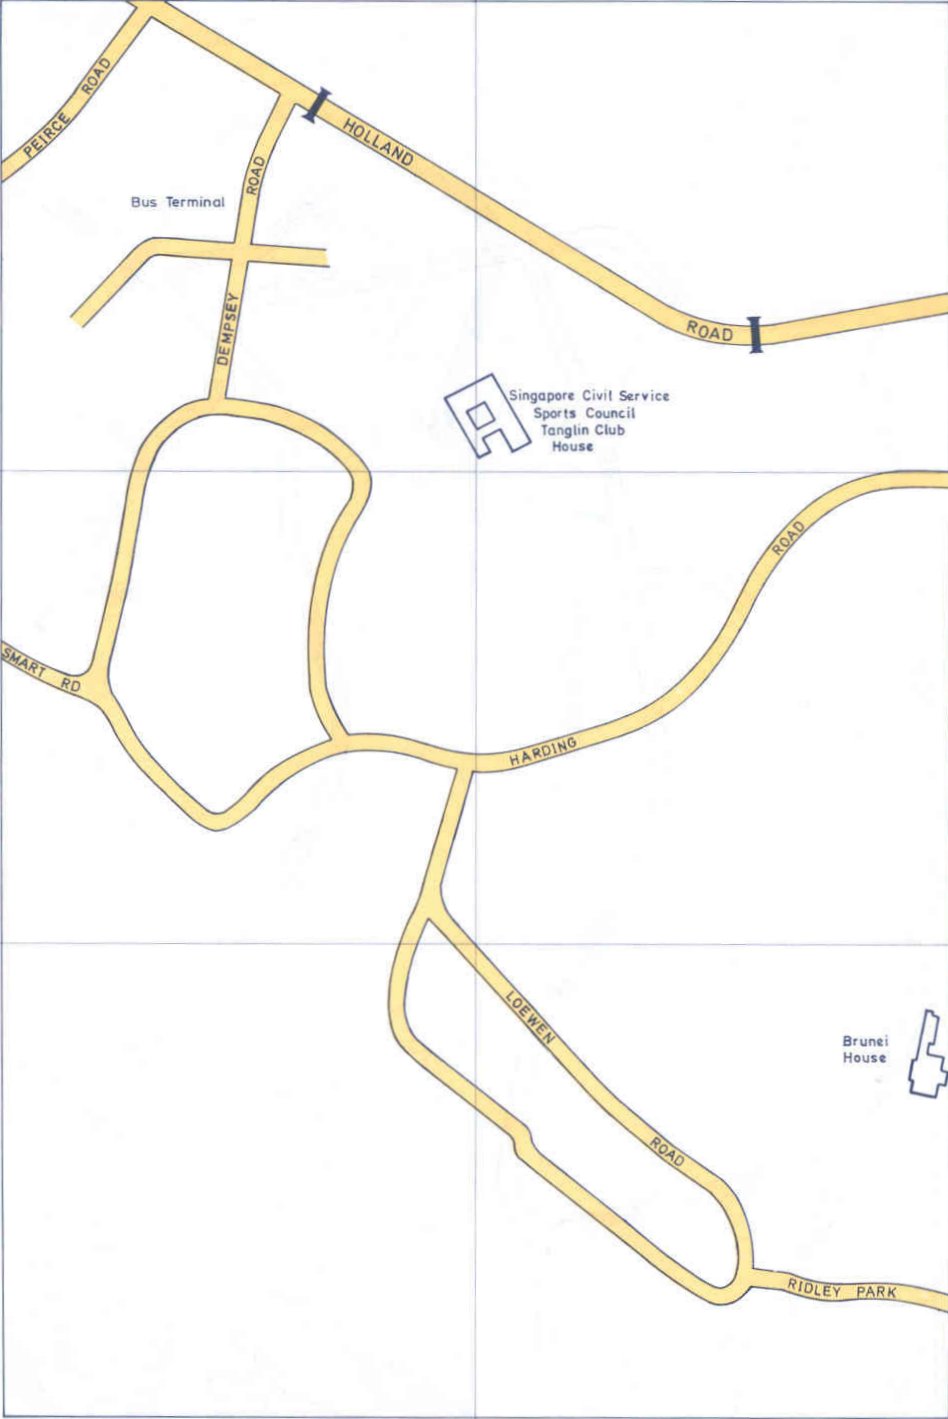 PEIRCE ROAD
HOLLAND
ROAD
Bus Terminal
DEMPSEY
ROAD
Singapore Civil Service
Sports Council
Tanglin Club
House
ROAD
SMART RD
HARDING
LOEWEN
Brunei
House
ROAD
RIDLEY PARK